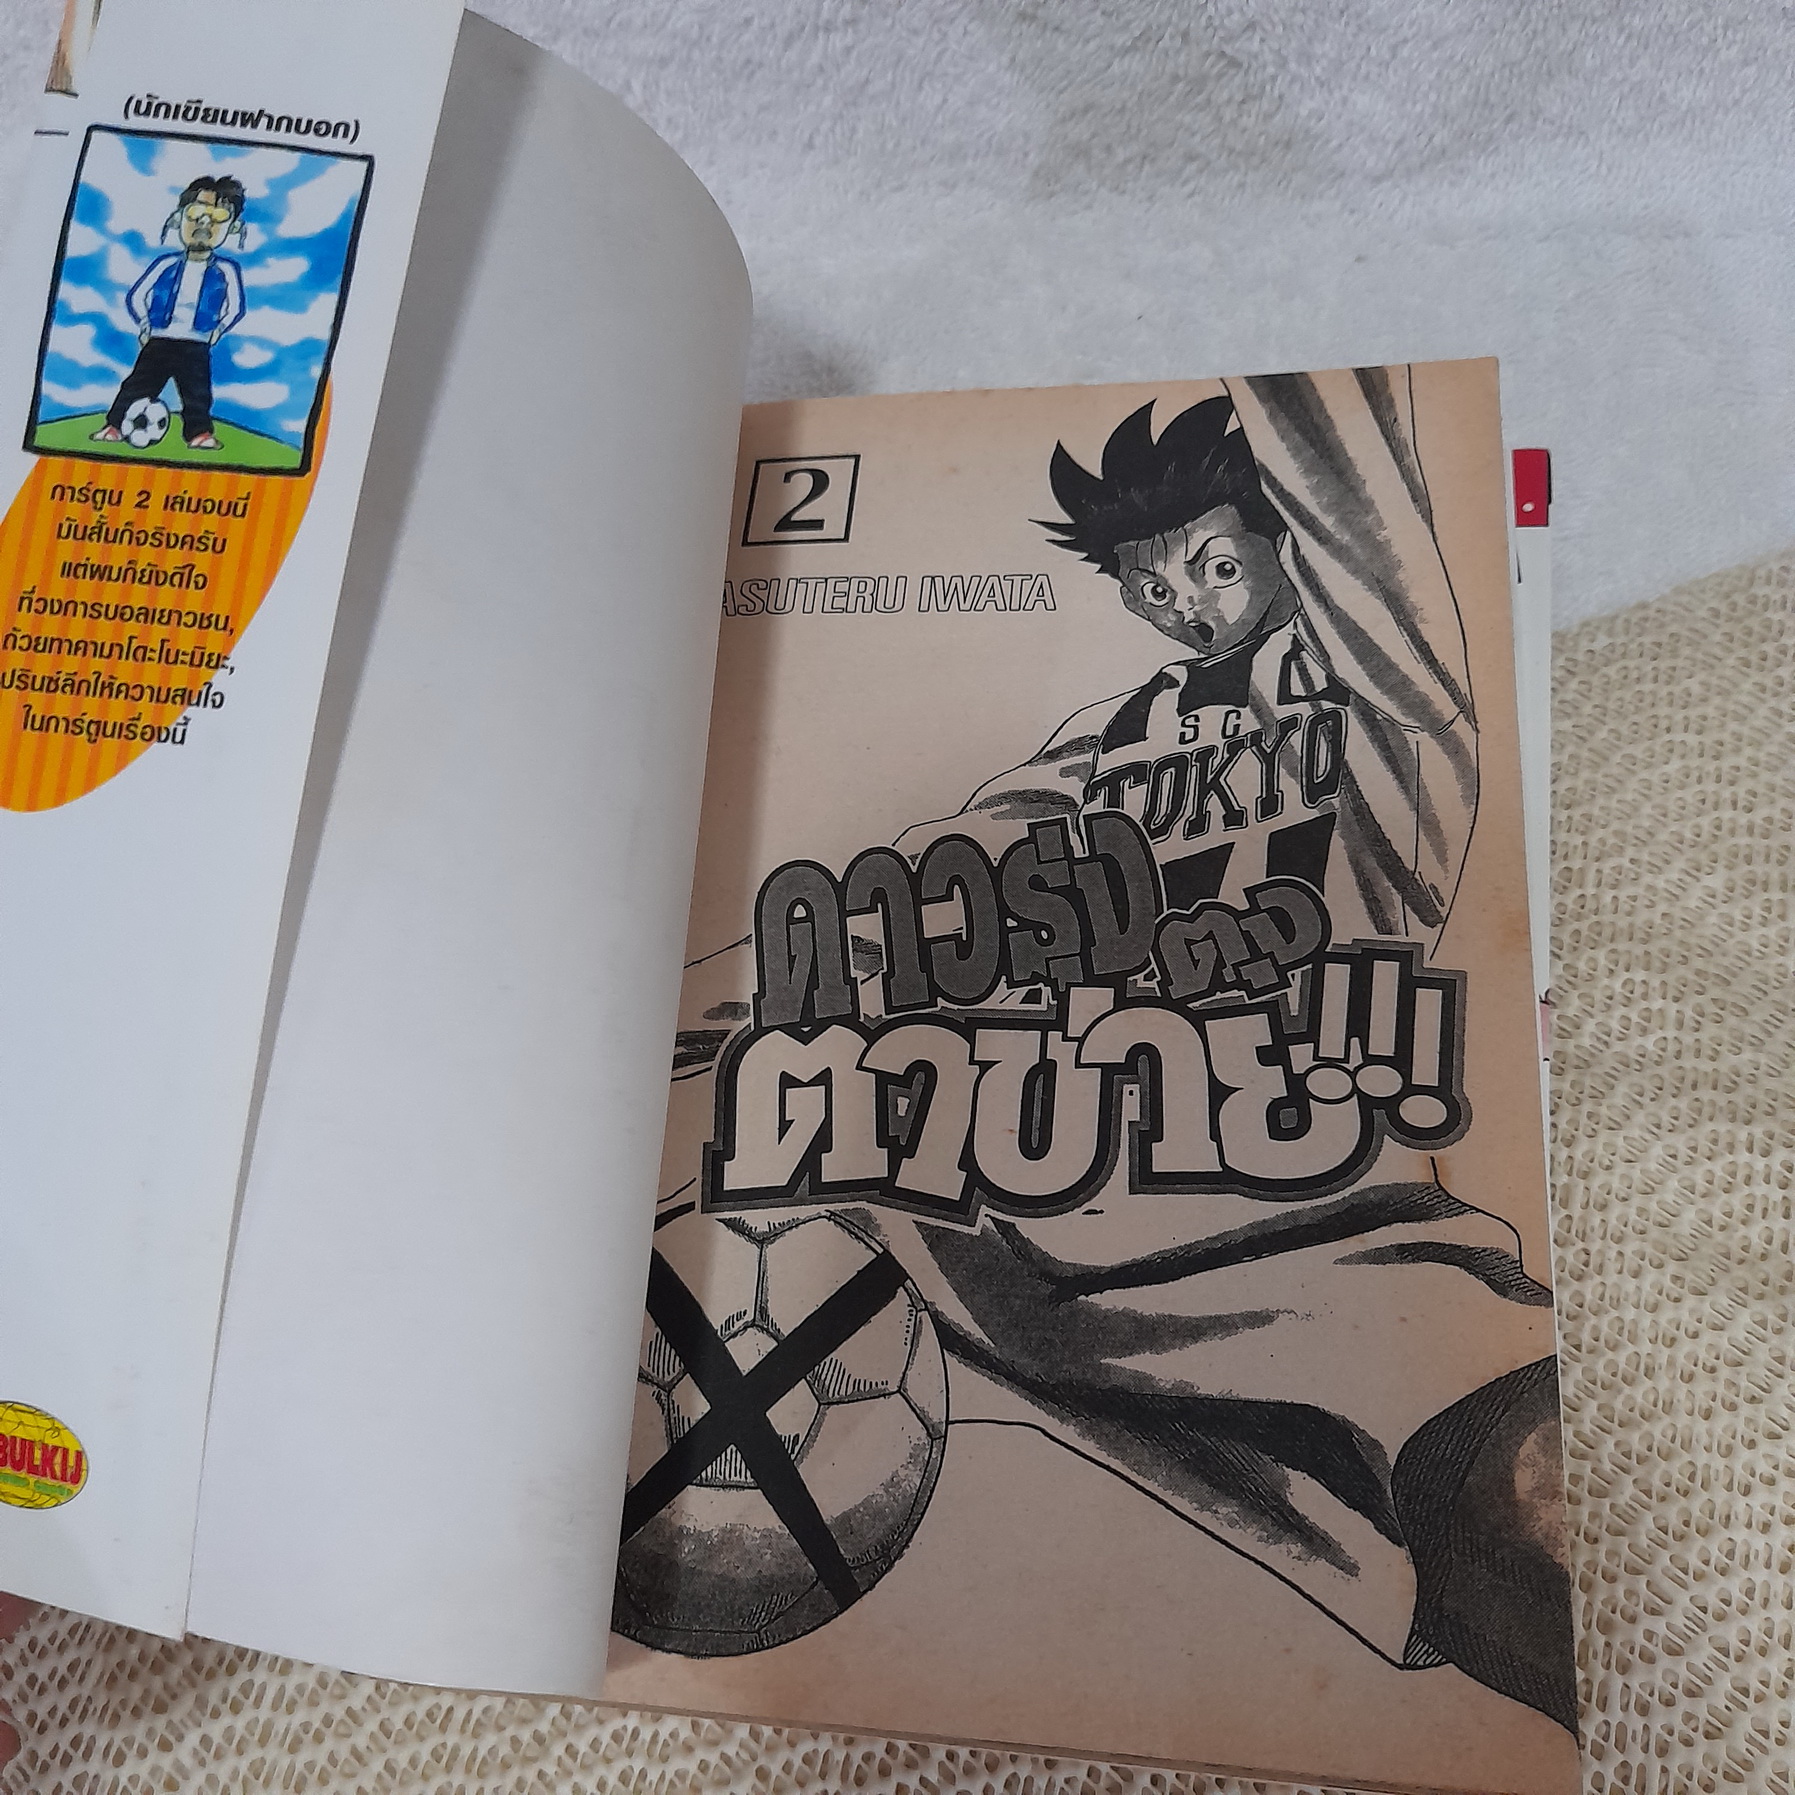 (นักเขียนฝากบอก)
การ์ตูน 2 เล่มจบนี่
มันสั้นก็จริงครับ
แต่ผมก็ยังดีใจ
ที่วงการบอลเยาวชน,
ถ้วยทาคามาโดะโนะมิยะ,
ปรินซ์ลีกให้ความสนใจ
ในการ์ตูนเรื่องนี้
BULKIJ
2
ASUTERU IWATA
S C
TOKYO
ดาวรุ่งตุง
ตาข่าย!!!